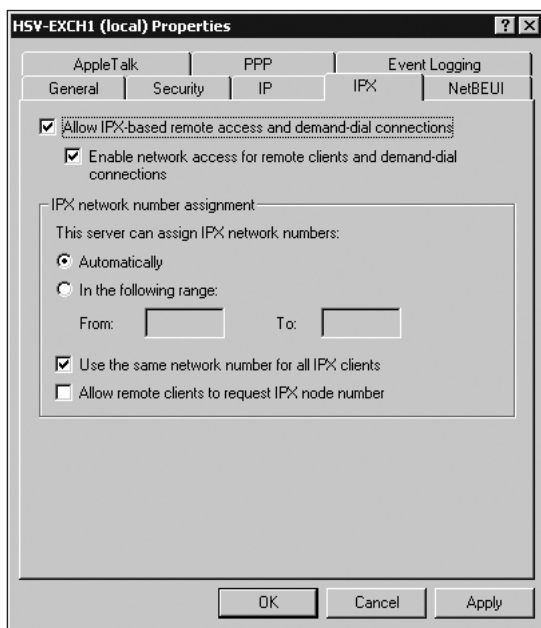 HSV-EXCH1 (local) Properties
AppleTalk
PPP
Event Logging
General
Security
IP
IPX
NetBEUI
Allow IPX-based remote access and demand-dial connections
Enable network access for remote clients and demand-dial
connections
IPX network number assignment
This server can assign IPX network numbers:
Automatically
In the following range:
From:
To:
Use the same network number for all IPX clients
Allow remote clients to request IPX node number
OK
Cancel
Apply